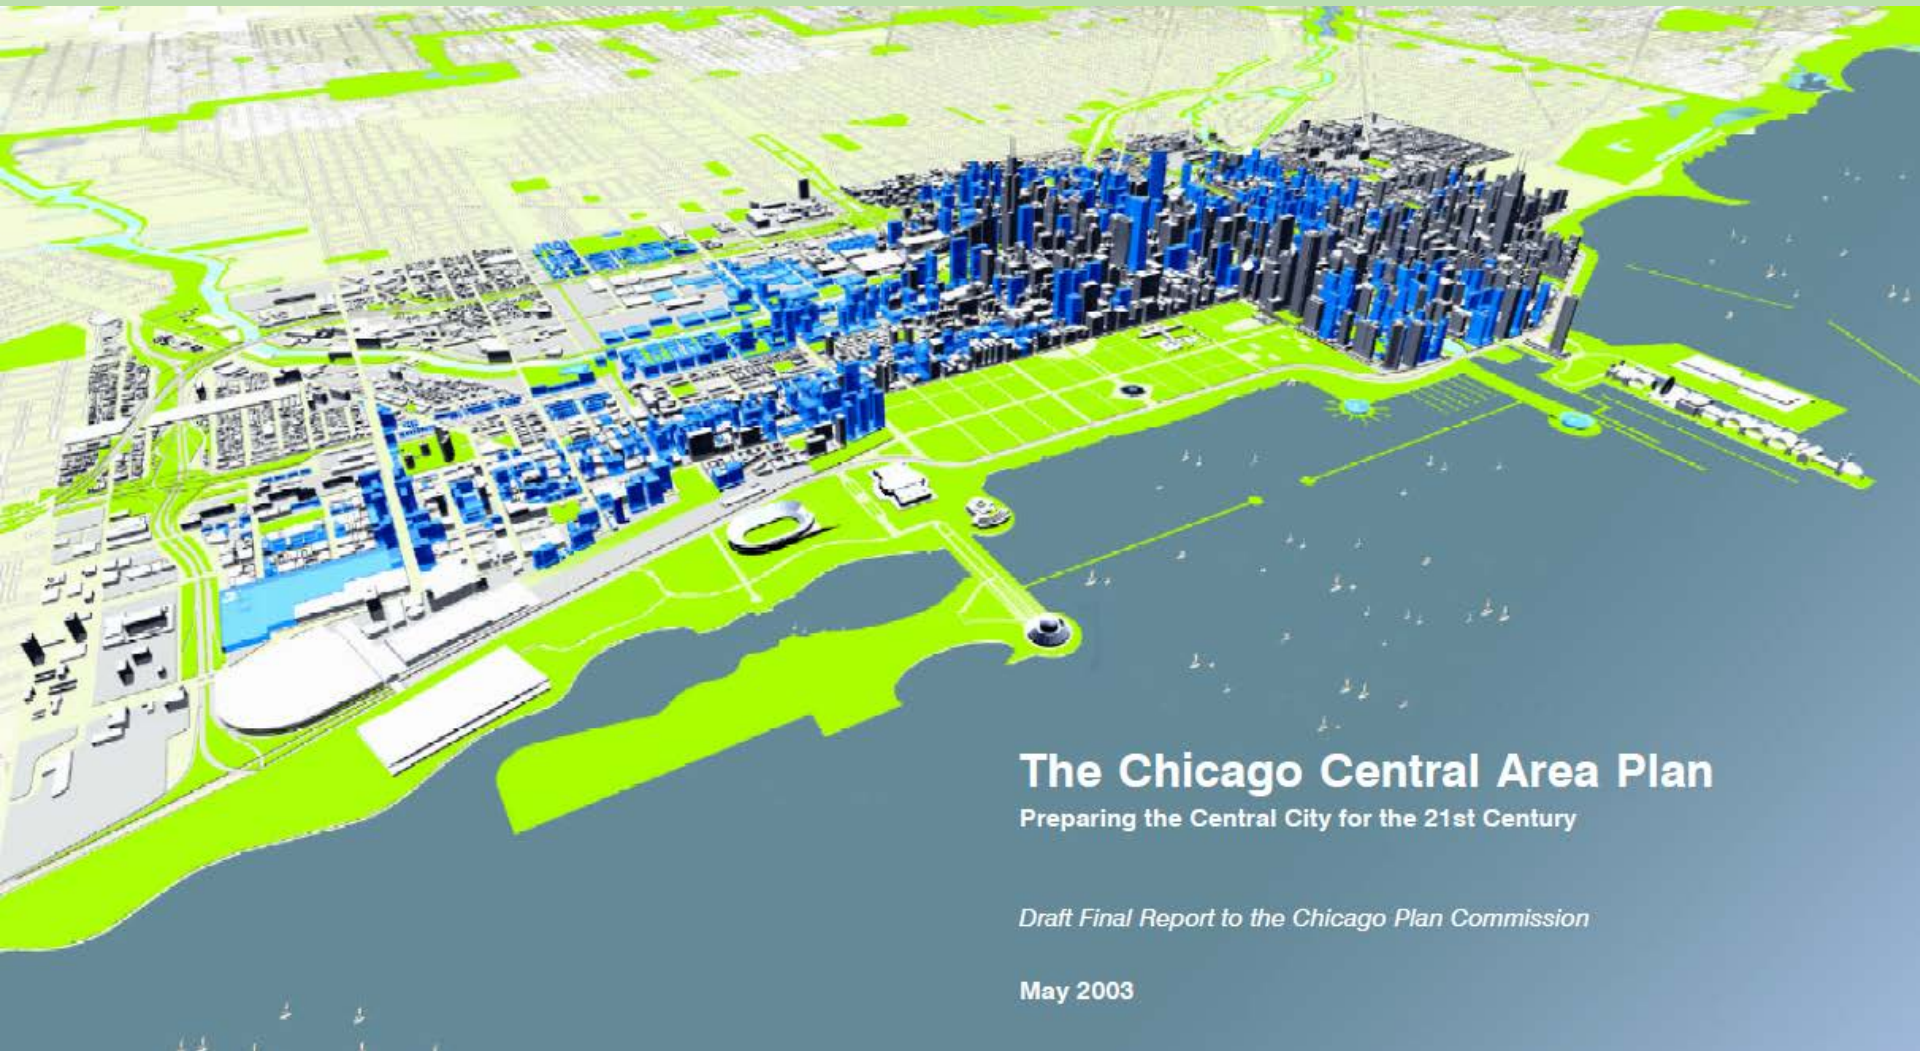 The Chicago Central Area Plan
Preparing the Central City for the 21st Century
Draft Final Report to the Chicago Plan Commission
May 2003